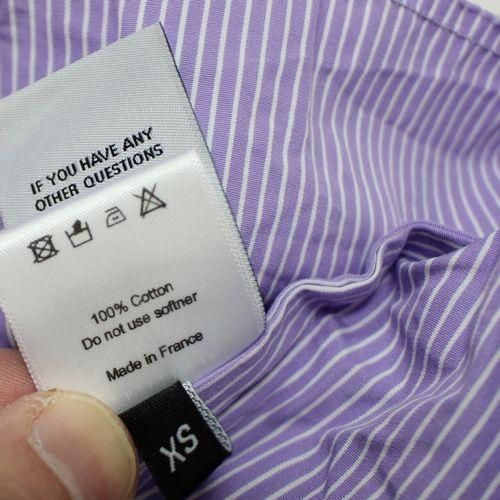 IF YOU HAVE ANY
OTHER QUESTIONS
100% Cotton
Do not use softner
Made in France
XS